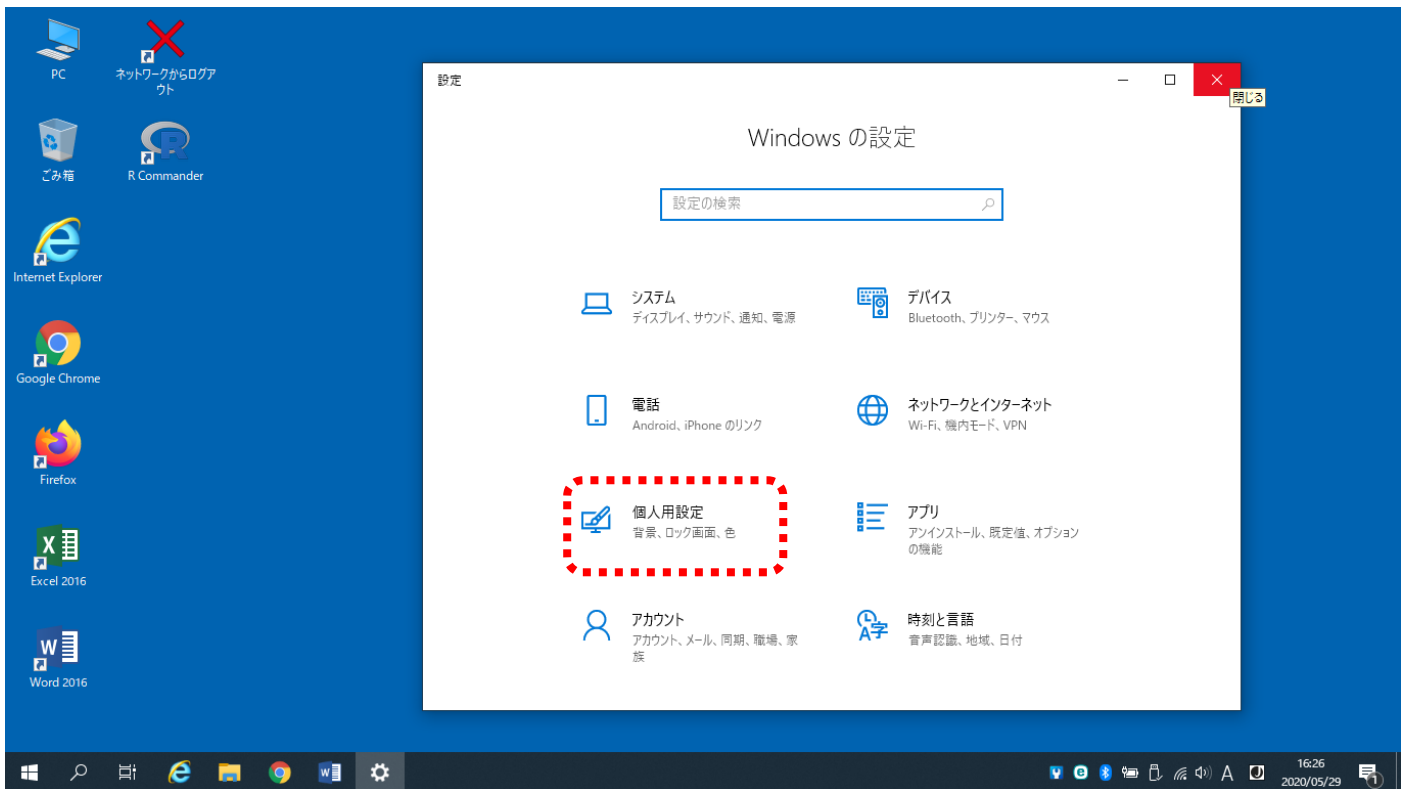 PC
ネットワークからログア
ウト
ごみ箱
R Commander
Internet Explorer
Google Chrome
Firefox
Excel 2016
Word 2016
設定
閉じる
Windows の設定
設定の検索
システム
ディスプレイ、サウンド、通知、電源
デバイス
Bluetooth、プリンター、マウス
電話
Android、iPhone のリンク
ネットワークとインターネット
Wi-Fi、機内モード、VPN
個人用設定
背景、ロック画面、色
アプリ
アンインストール、既定値、オプション
の機能
アカウント
アカウント、メール、同期、職場、家
族
時刻と言語
音声認識、地域、日付
A
16:26
2020/05/29
1